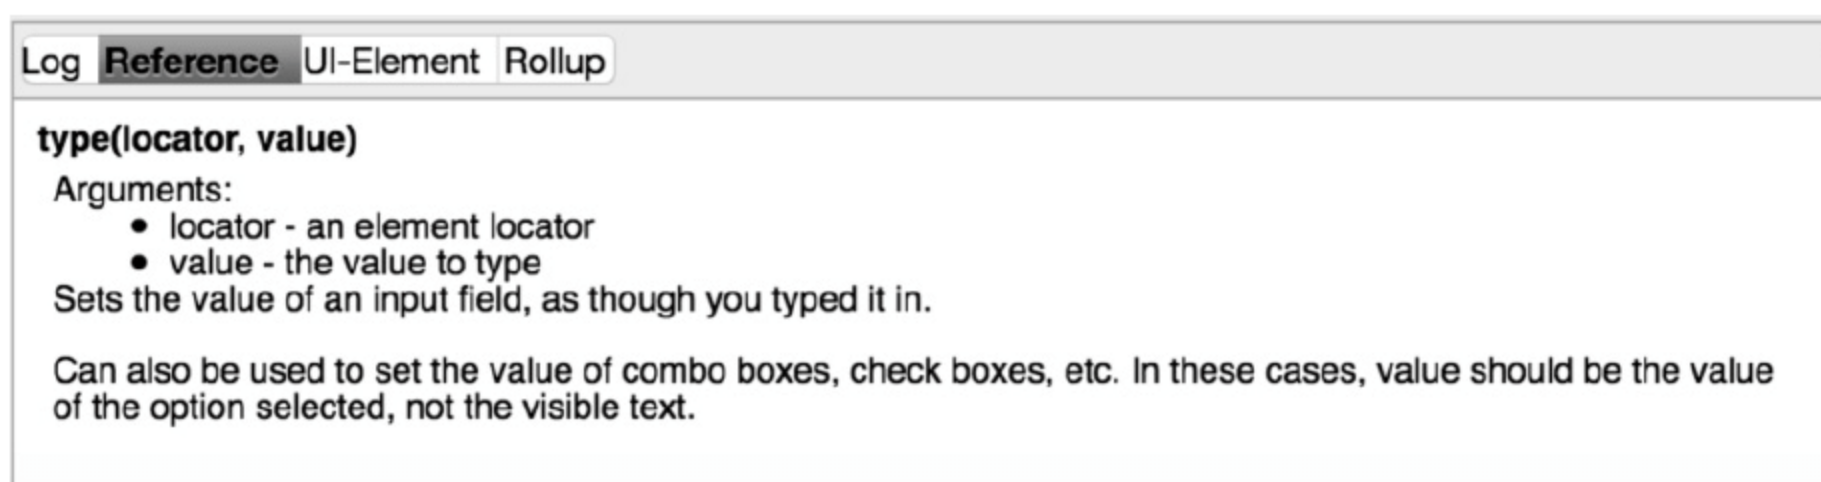 Log Reference UI-Element Rollup
type(locator, value)
Arguments:
• locator - an element locator
• value - the value to type
Sets the value of an input field, as though you typed it in.
Can also be used to set the value of combo boxes, check boxes, etc. In these cases, value should be the value
of the option selected, not the visible text.